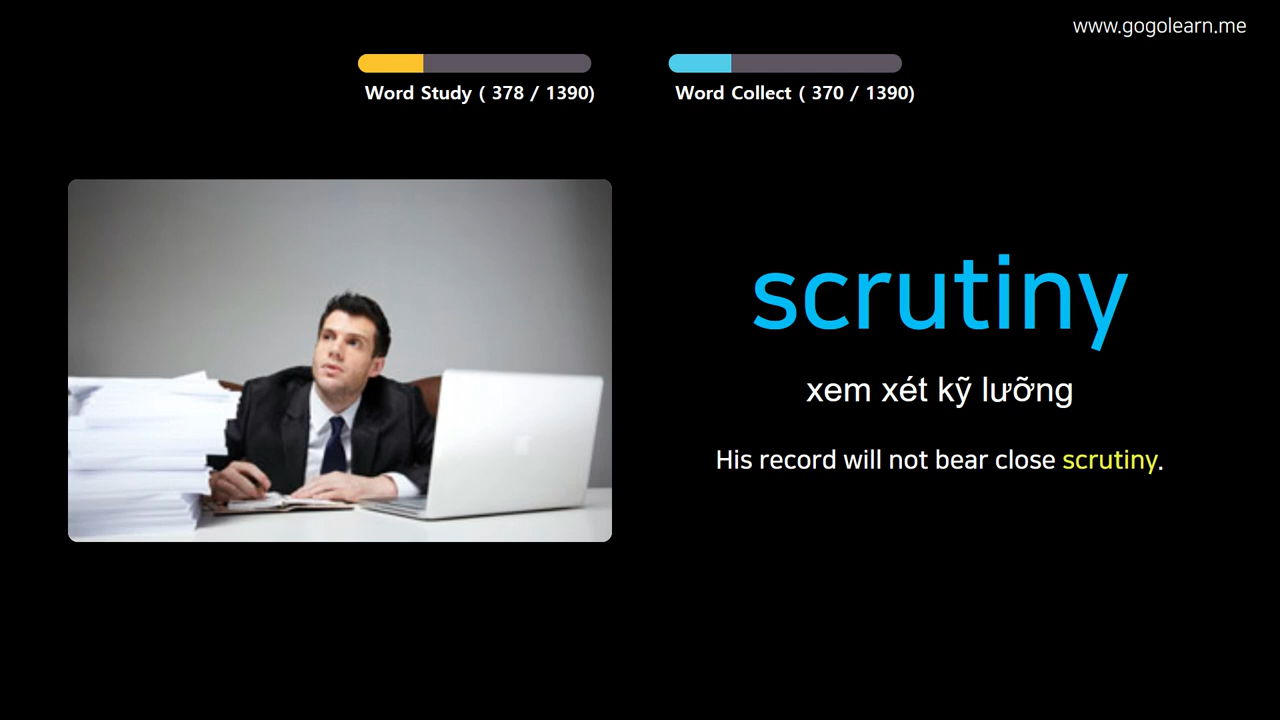 www.gogolearn.me
Word Study ( 378 / 1390)
Word Collect ( 370 / 1390)
scrutiny
xem xét kỹ lưỡng
His record will not bear close scrutiny.